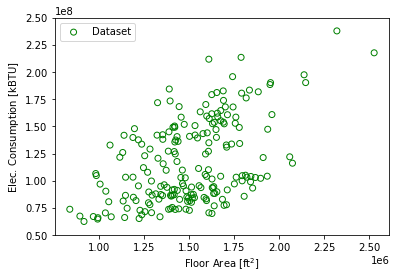 1e8
Dataset
2.50
2.25
2.00
1.75
1.50
1.25
1.00
0.75
0.50
Elec. Consumption [kBTU]
1.00 1.25 1.50 1.75 2.00 2.25 2.50
Floor Area [ft²]
1e6